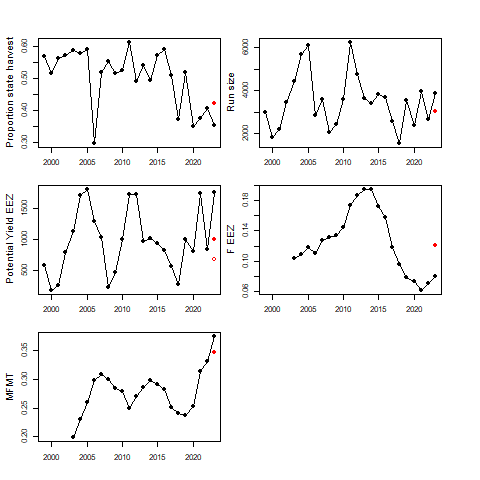 Proportion state harvest
0.30 0.40 0.50 0.60
2000 2005 2010 2015 2020
Run size
2000 4000 6000
2000 2005 2010 2015 2020
Potential Yield EEZ
500 1000 1500
2000 2005 2010 2015 2020
F EEZ
0.06 0.10 0.14 0.18
2000 2005 2010 2015 2020
MFMT
0.20 0.25 0.30 0.35
2000 2005 2010 2015 2020